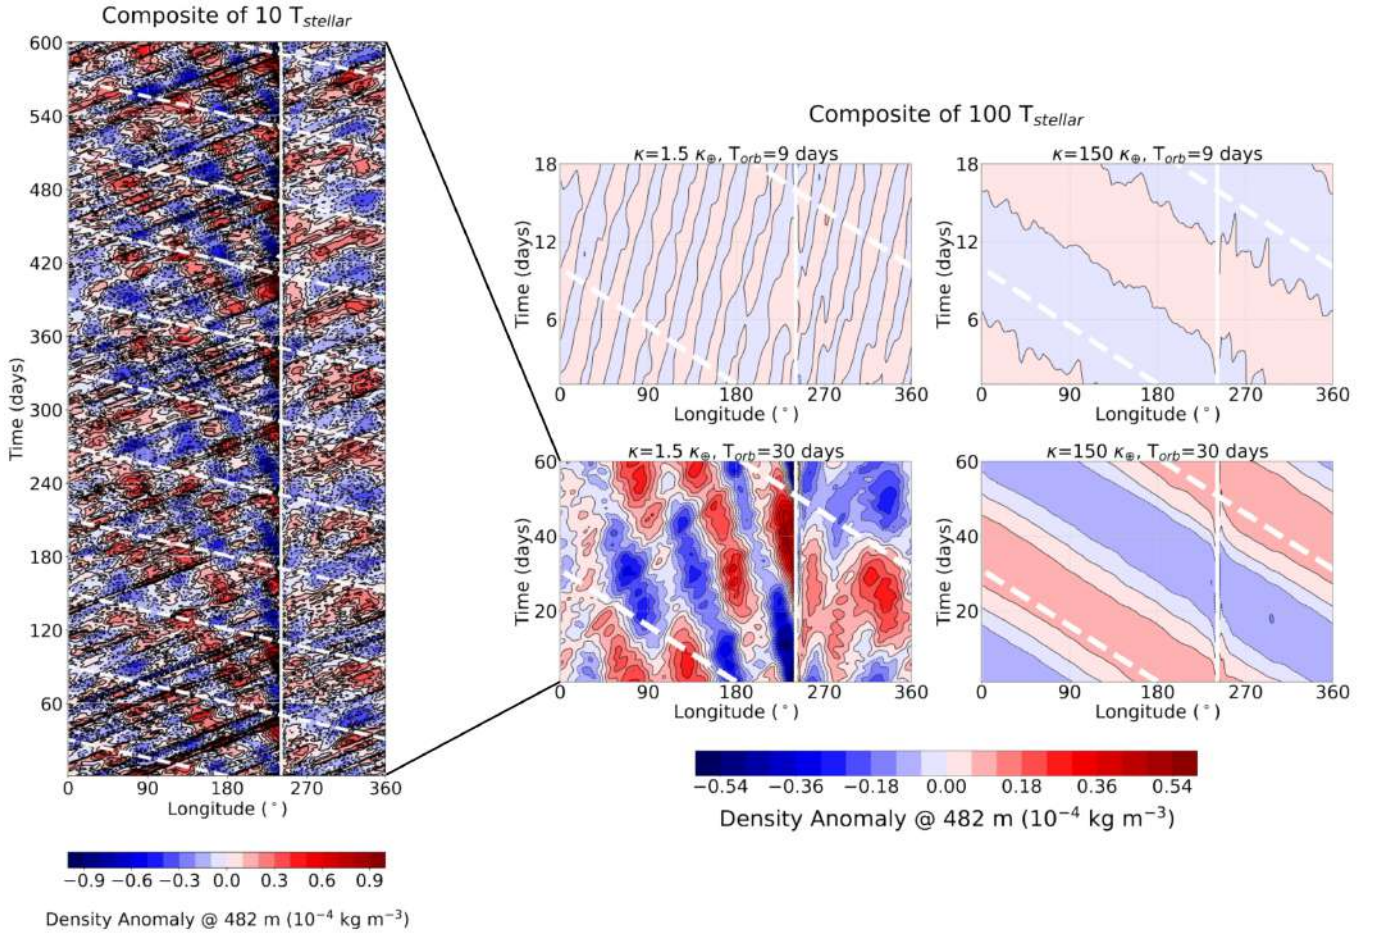 Composite of 10 T_stellar
600
540
480
420
360
300
240
180
120
60
Time (days)
0 90 180 270 360
Longitude (°)
−0.9 −0.6 −0.3 0.0 0.3 0.6 0.9
Density Anomaly @ 482 m (10⁻⁴ kg m⁻³)
Composite of 100 T_stellar
κ=1.5 κ⊕, T_orb=9 days
18
12
6
Time (days)
0 90 180 270 360
Longitude (°)
κ=150 κ⊕, T_orb=9 days
18
12
6
Time (days)
0 90 180 270 360
Longitude (°)
κ=1.5 κ⊕, T_orb=30 days
60
40
20
Time (days)
0 90 180 270 360
Longitude (°)
κ=150 κ⊕, T_orb=30 days
60
40
20
Time (days)
0 90 180 270 360
Longitude (°)
−0.54 −0.36 −0.18 0.00 0.18 0.36 0.54
Density Anomaly @ 482 m (10⁻⁴ kg m⁻³)